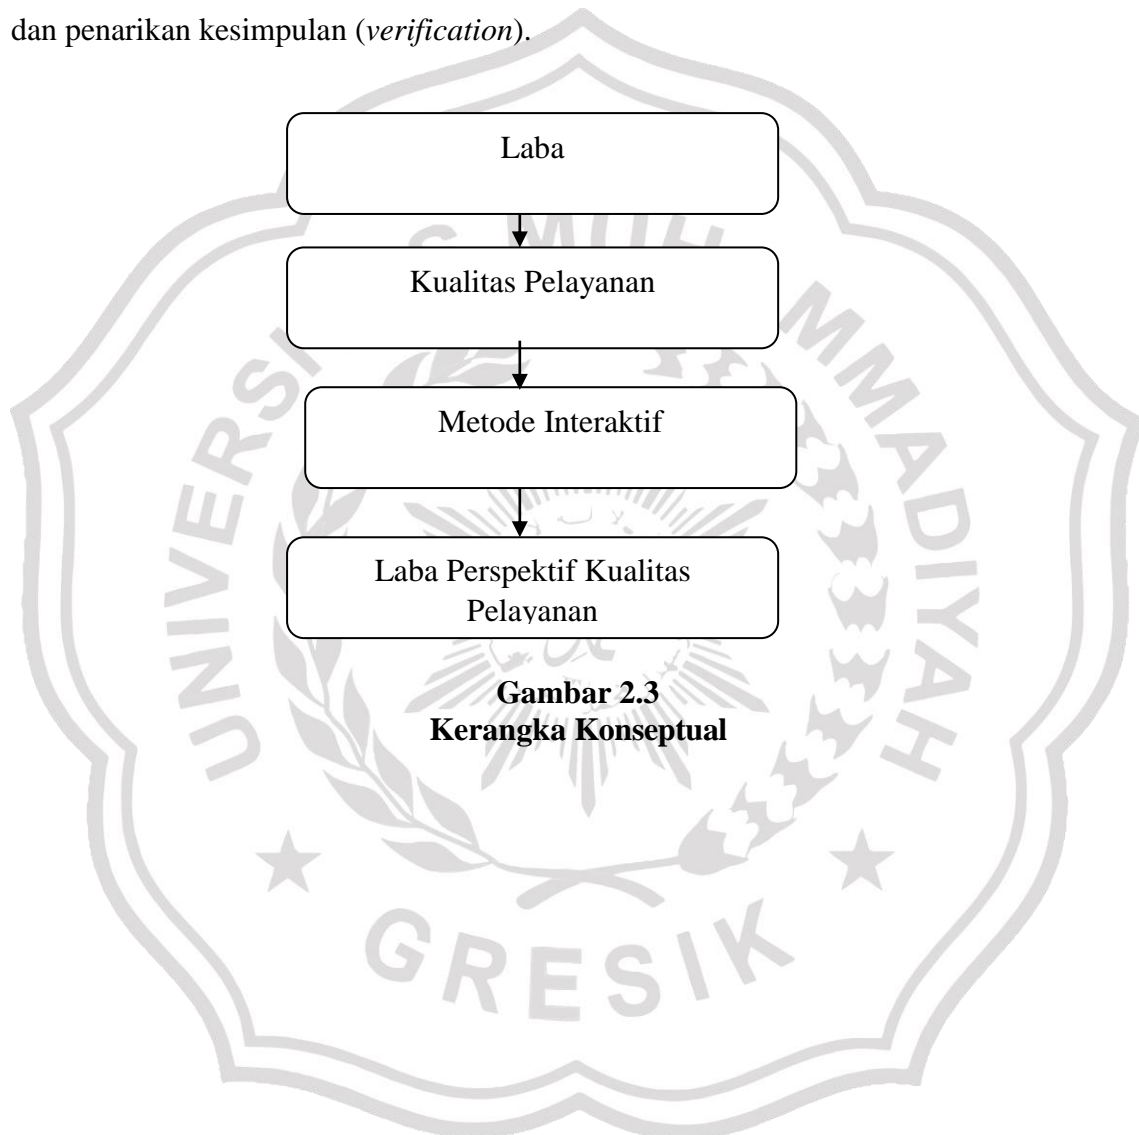 dan penarikan kesimpulan (verification).
Laba
Kualitas Pelayanan
Metode Interaktif
Laba Perspektif Kualitas
Pelayanan
Gambar 2.3
Kerangka Konseptual
GRESIK